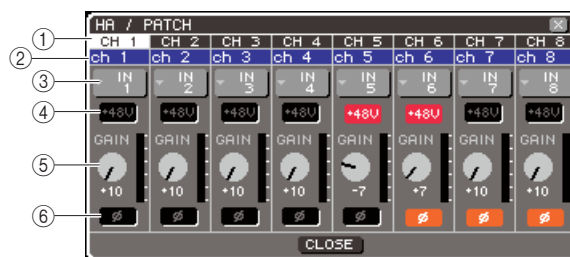 HA / PATCH
① CH 1 CH 2 CH 3 CH 4 CH 5 CH 6 CH 7 CH 8
② ch 1 ch 2 ch 3 ch 4 ch 5 ch 6 ch 7 ch 8
③ IN 1 IN 2 IN 3 IN 4 IN 5 IN 6 IN 7 IN 8
④ +48V +48V +48V +48V +48V +48V +48V +48V
GAIN GAIN GAIN GAIN GAIN GAIN GAIN GAIN
⑤
+10 +10 +10 +10 -7 +7 +10 +10
⑥ ø ø ø ø ø ø ø ø
CLOSE